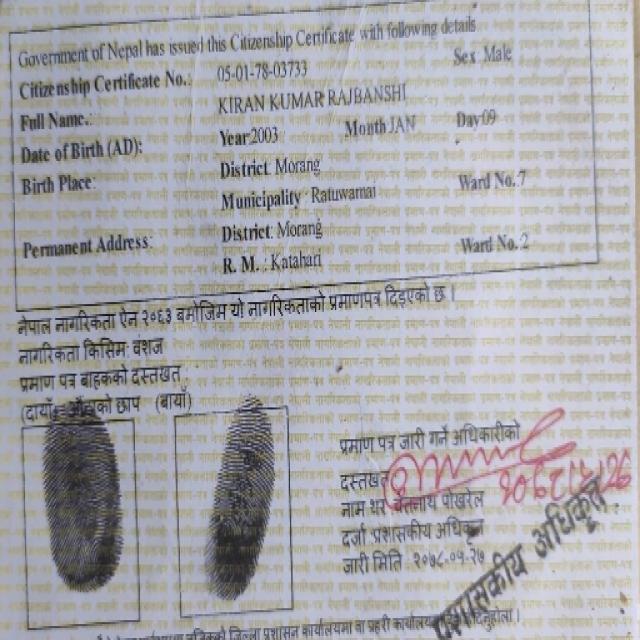 Government of Nepal has issued this Citizenship Certificate with following details
Citizenship Certificate No.: 05-01-78-03733 Sex: Male
Full Name.: KIRAN KUMAR RAJBANSHI
Date of Birth (AD): Year:2003 Month:JAN Day:09
Birth Place: District: Morang
Municipality: Ratuwamai Ward No.:7
Permanent Address: District: Morang
R. M. : Katahari Ward No.:2
नेपाल नागरिकता ऐन २०६३ बमोजिम यो नागरिकताको प्रमाणपत्र दिइएको छ ।
नागरिकता किसिम: वंशज
प्रमाण पत्र बाहकको दस्तखत
(दायाँ) औंठाको छाप (बायाँ)
प्रमाण पत्र जारी गर्ने अधिकारीको
दस्तखत
नाम थर पोखरेल
दर्जा: प्रशासकीय अधिकृत
जारी मिति : २०७८.०५.२७
प्रशासकीय अधिकृत